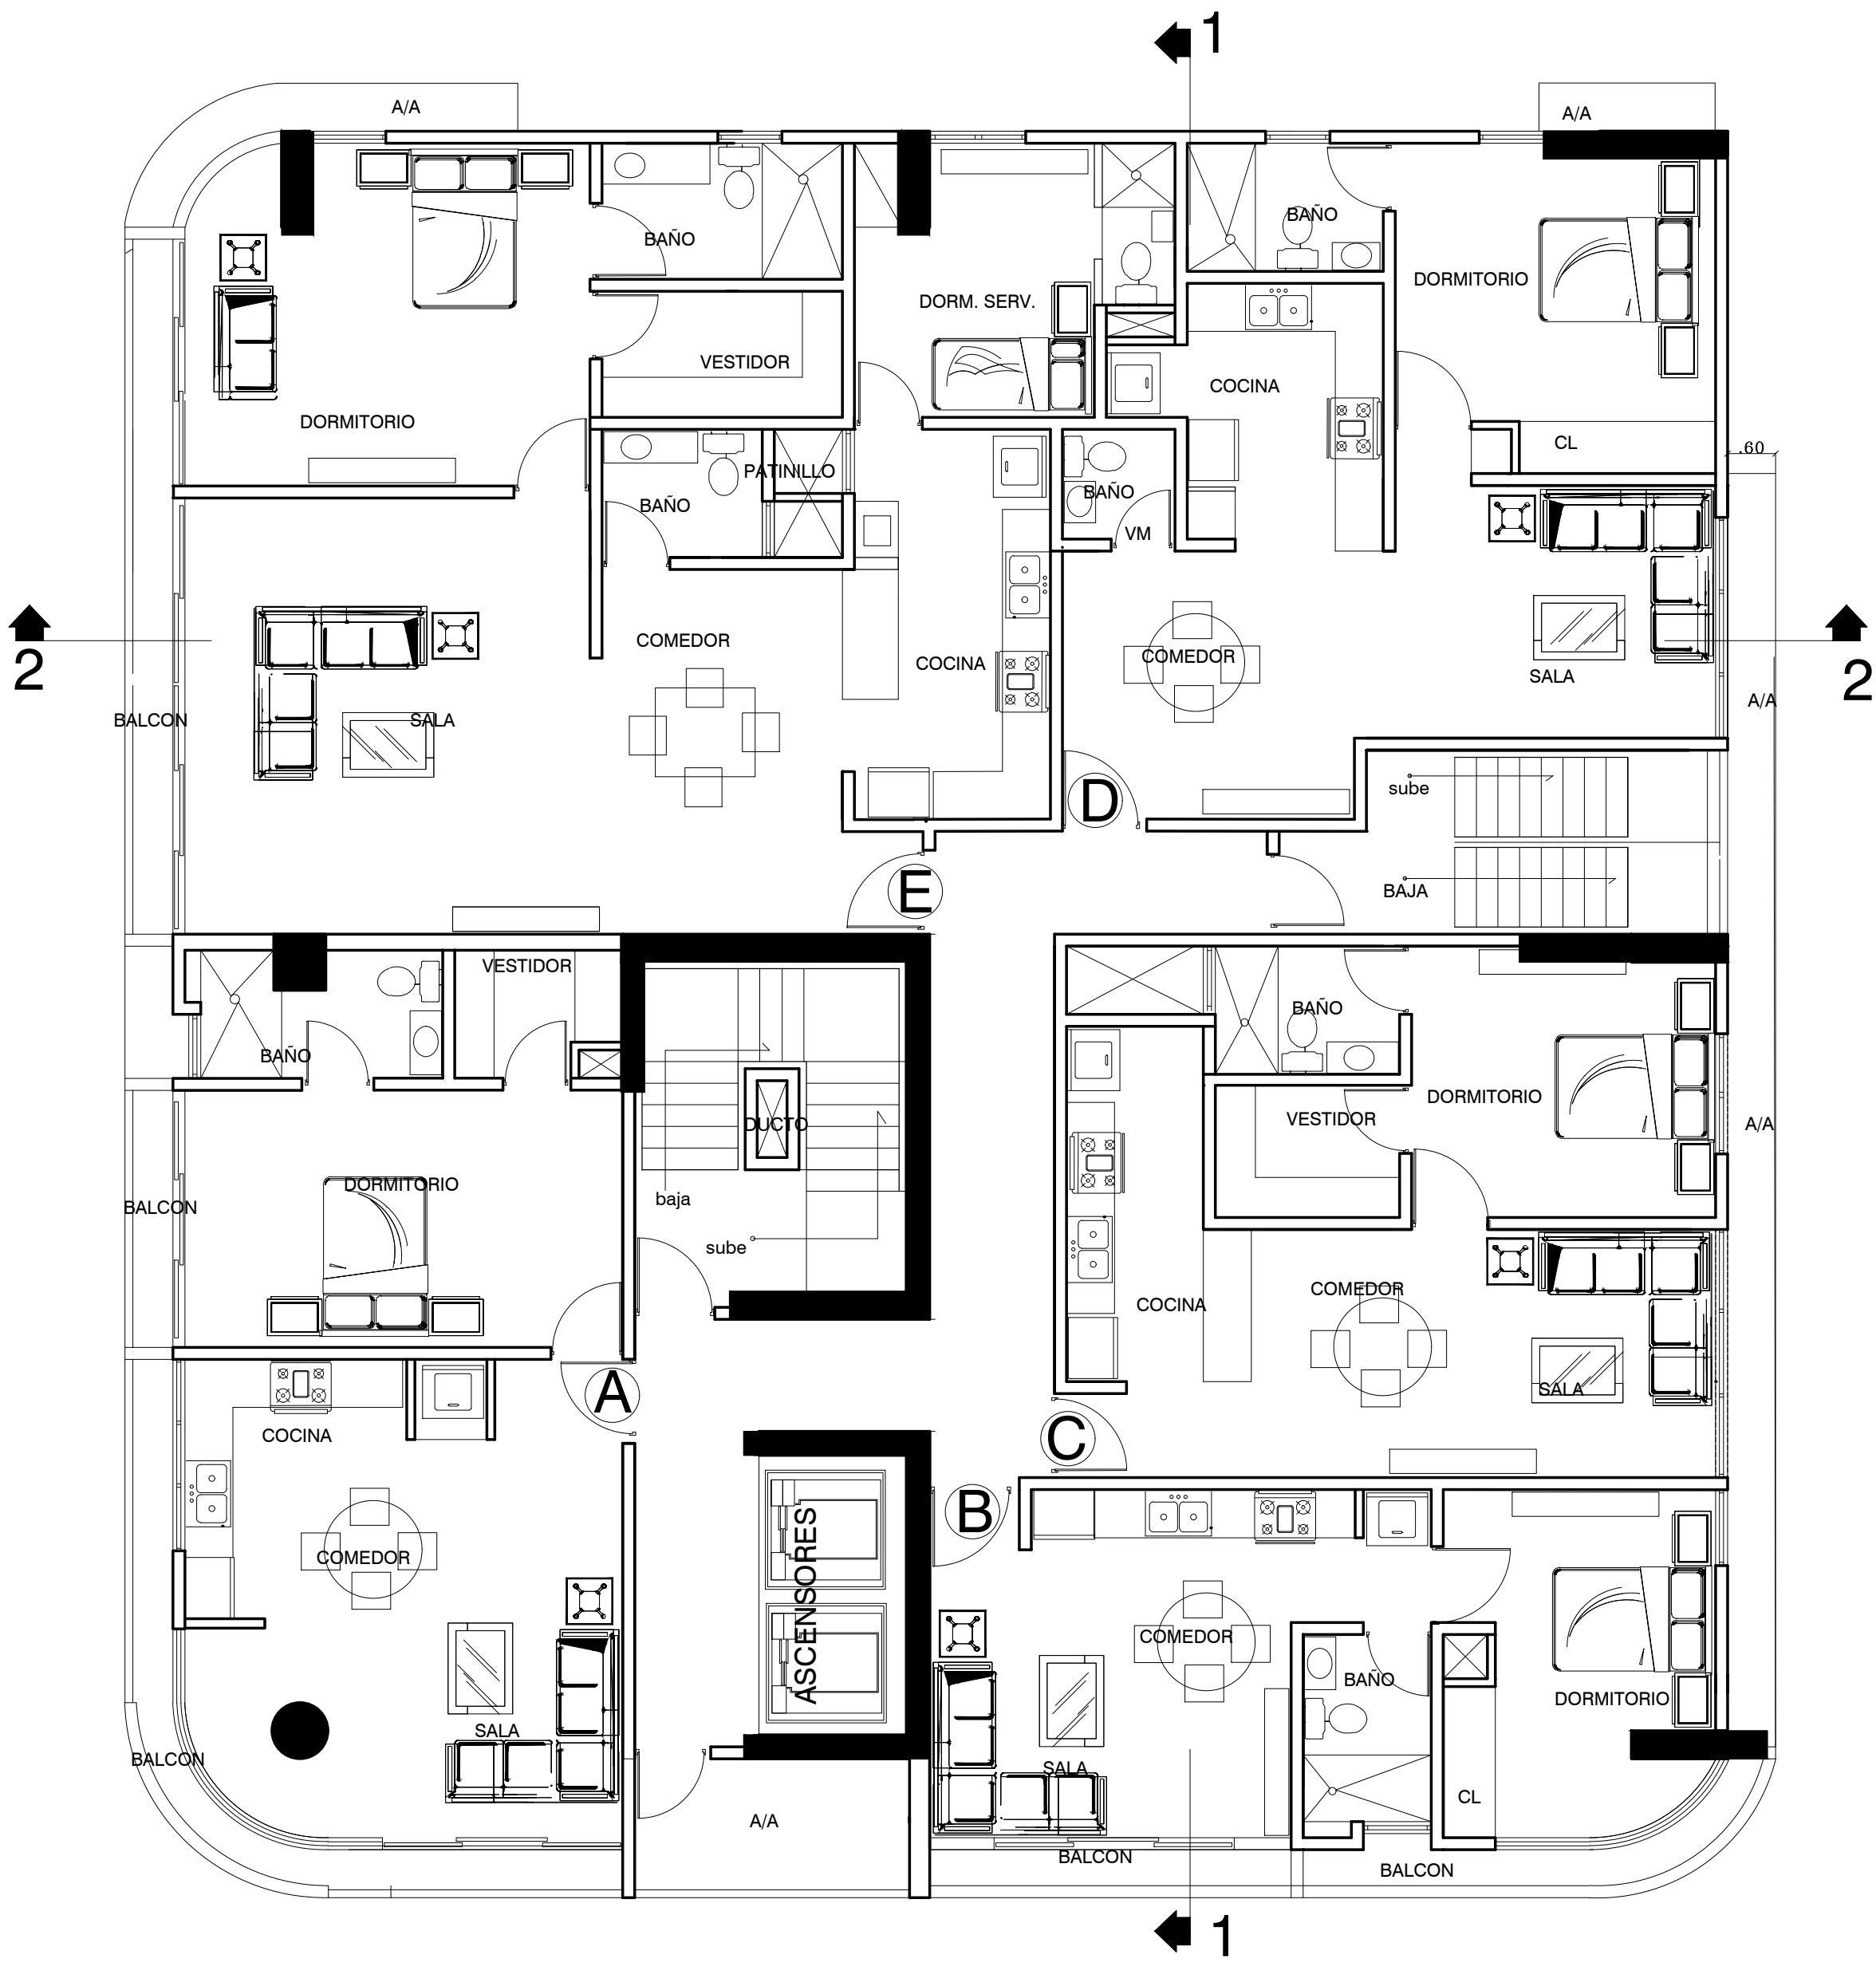 1
A/A
A/A
BAÑO
BAÑO
DORMITORIO
DORM. SERV.
VESTIDOR
COCINA
DORMITORIO
CL
.60
PATINILLO
BAÑO
BAÑO
VM
COMEDOR
COMEDOR
COCINA
SALA
2
2
BALCON
SALA
A/A
sube
D
E
BAJA
VESTIDOR
BAÑO
BAÑO
DORMITORIO
VESTIDOR
DUCTO
A/A
DORMITORIO
BALCON
baja
sube
COMEDOR
COCINA
A
SALA
COCINA
C
B
COMEDOR
ASCENSORES
COMEDOR
BAÑO
DORMITORIO
SALA
BALCON
SALA
CL
A/A
BALCON
BALCON
1